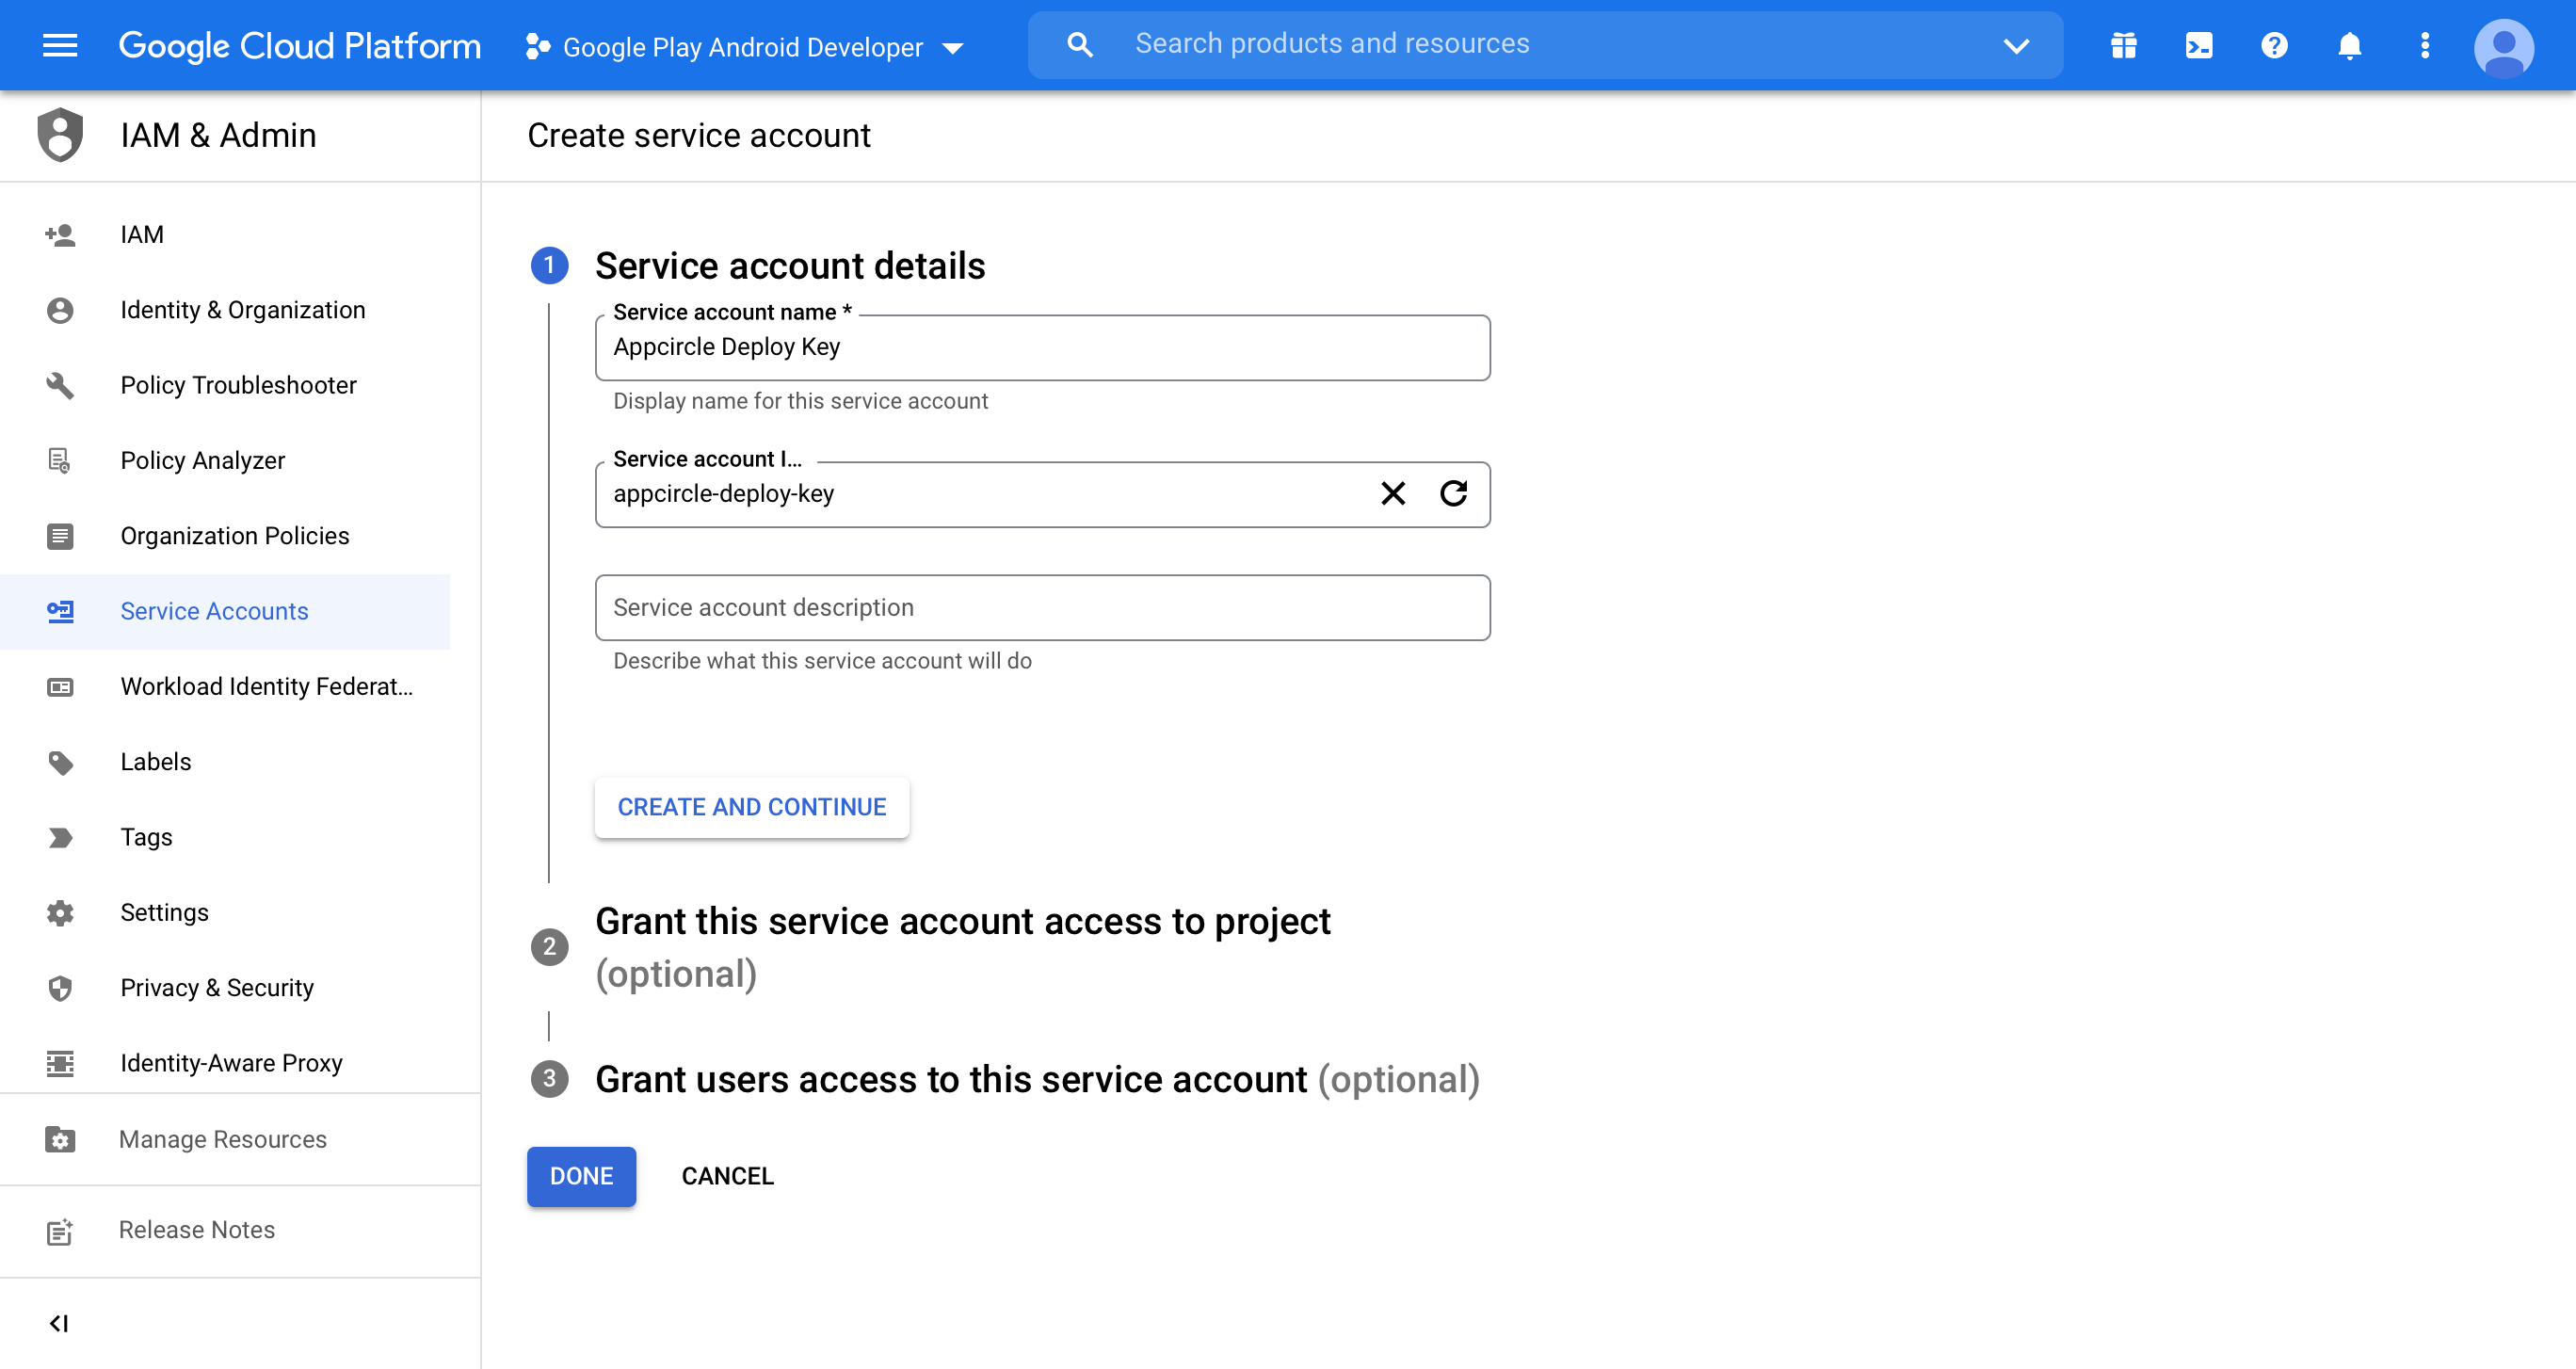 Google Cloud Platform
Google Play Android Developer
Search products and resources
IAM & Admin
Create service account
IAM
Identity & Organization
Policy Troubleshooter
Policy Analyzer
Organization Policies
Service Accounts
Workload Identity Federat...
Labels
Tags
Settings
Privacy & Security
Identity-Aware Proxy
Manage Resources
Release Notes
1 Service account details
Service account name *
Appcircle Deploy Key
Display name for this service account
Service account I...
appcircle-deploy-key
Service account description
Describe what this service account will do
CREATE AND CONTINUE
2 Grant this service account access to project
(optional)
3 Grant users access to this service account (optional)
DONE CANCEL